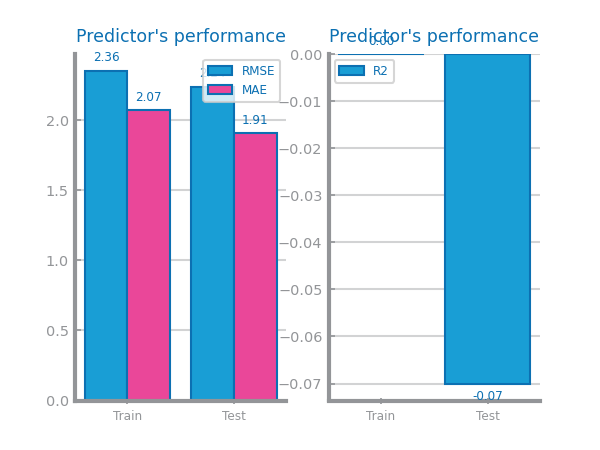 Predictor's performance
2.36
2.07
1.91
RMSE
MAE
2.0
1.5
1.0
0.5
0.0
Train
Test
Predictor's performance
0.00
R2
0.00
−0.01
−0.02
−0.03
−0.04
−0.05
−0.06
−0.07
-0.07
Train
Test